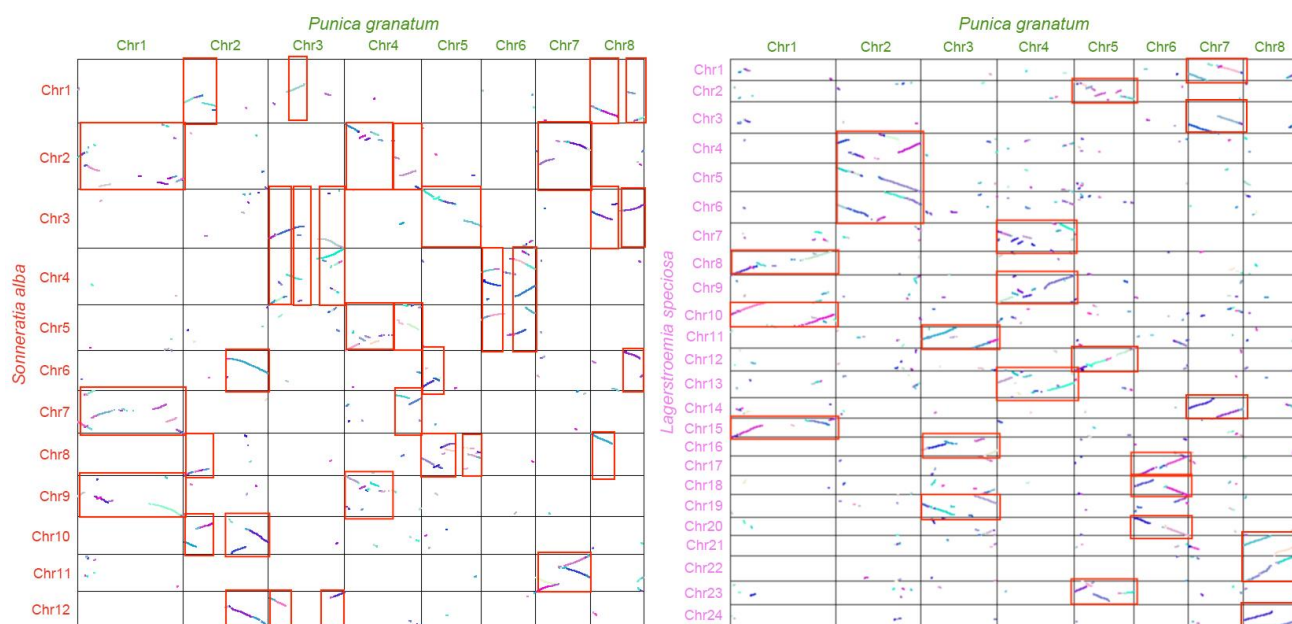 Punica granatum
Chr1 Chr2 Chr3 Chr4 Chr5 Chr6 Chr7 Chr8
Sonneratia alba
Chr1
Chr2
Chr3
Chr4
Chr5
Chr6
Chr7
Chr8
Chr9
Chr10
Chr11
Chr12
Punica granatum
Chr1 Chr2 Chr3 Chr4 Chr5 Chr6 Chr7 Chr8
Lagerstroemia speciosa
Chr1
Chr2
Chr3
Chr4
Chr5
Chr6
Chr7
Chr8
Chr9
Chr10
Chr11
Chr12
Chr13
Chr14
Chr15
Chr16
Chr17
Chr18
Chr19
Chr20
Chr21
Chr22
Chr23
Chr24